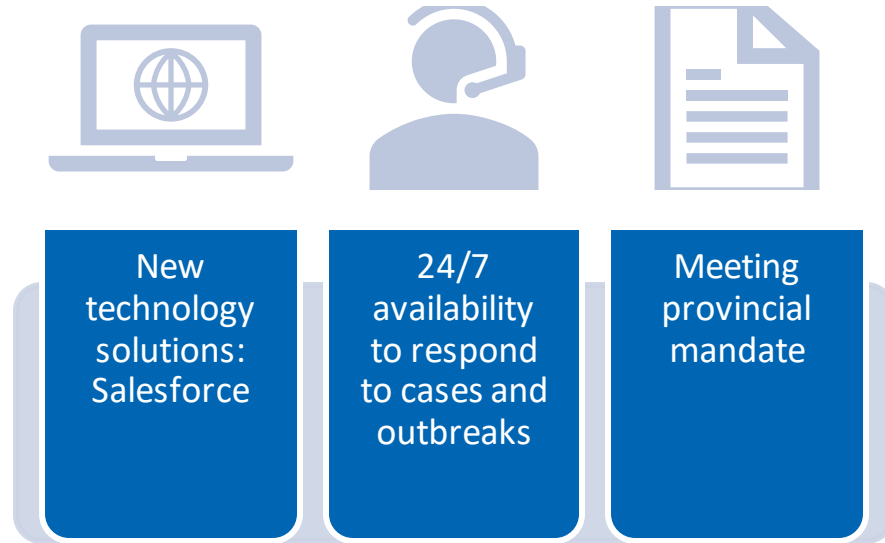 New
technology
solutions:
Salesforce
24/7
availability
to respond
to cases and
outbreaks
Meeting
provincial
mandate